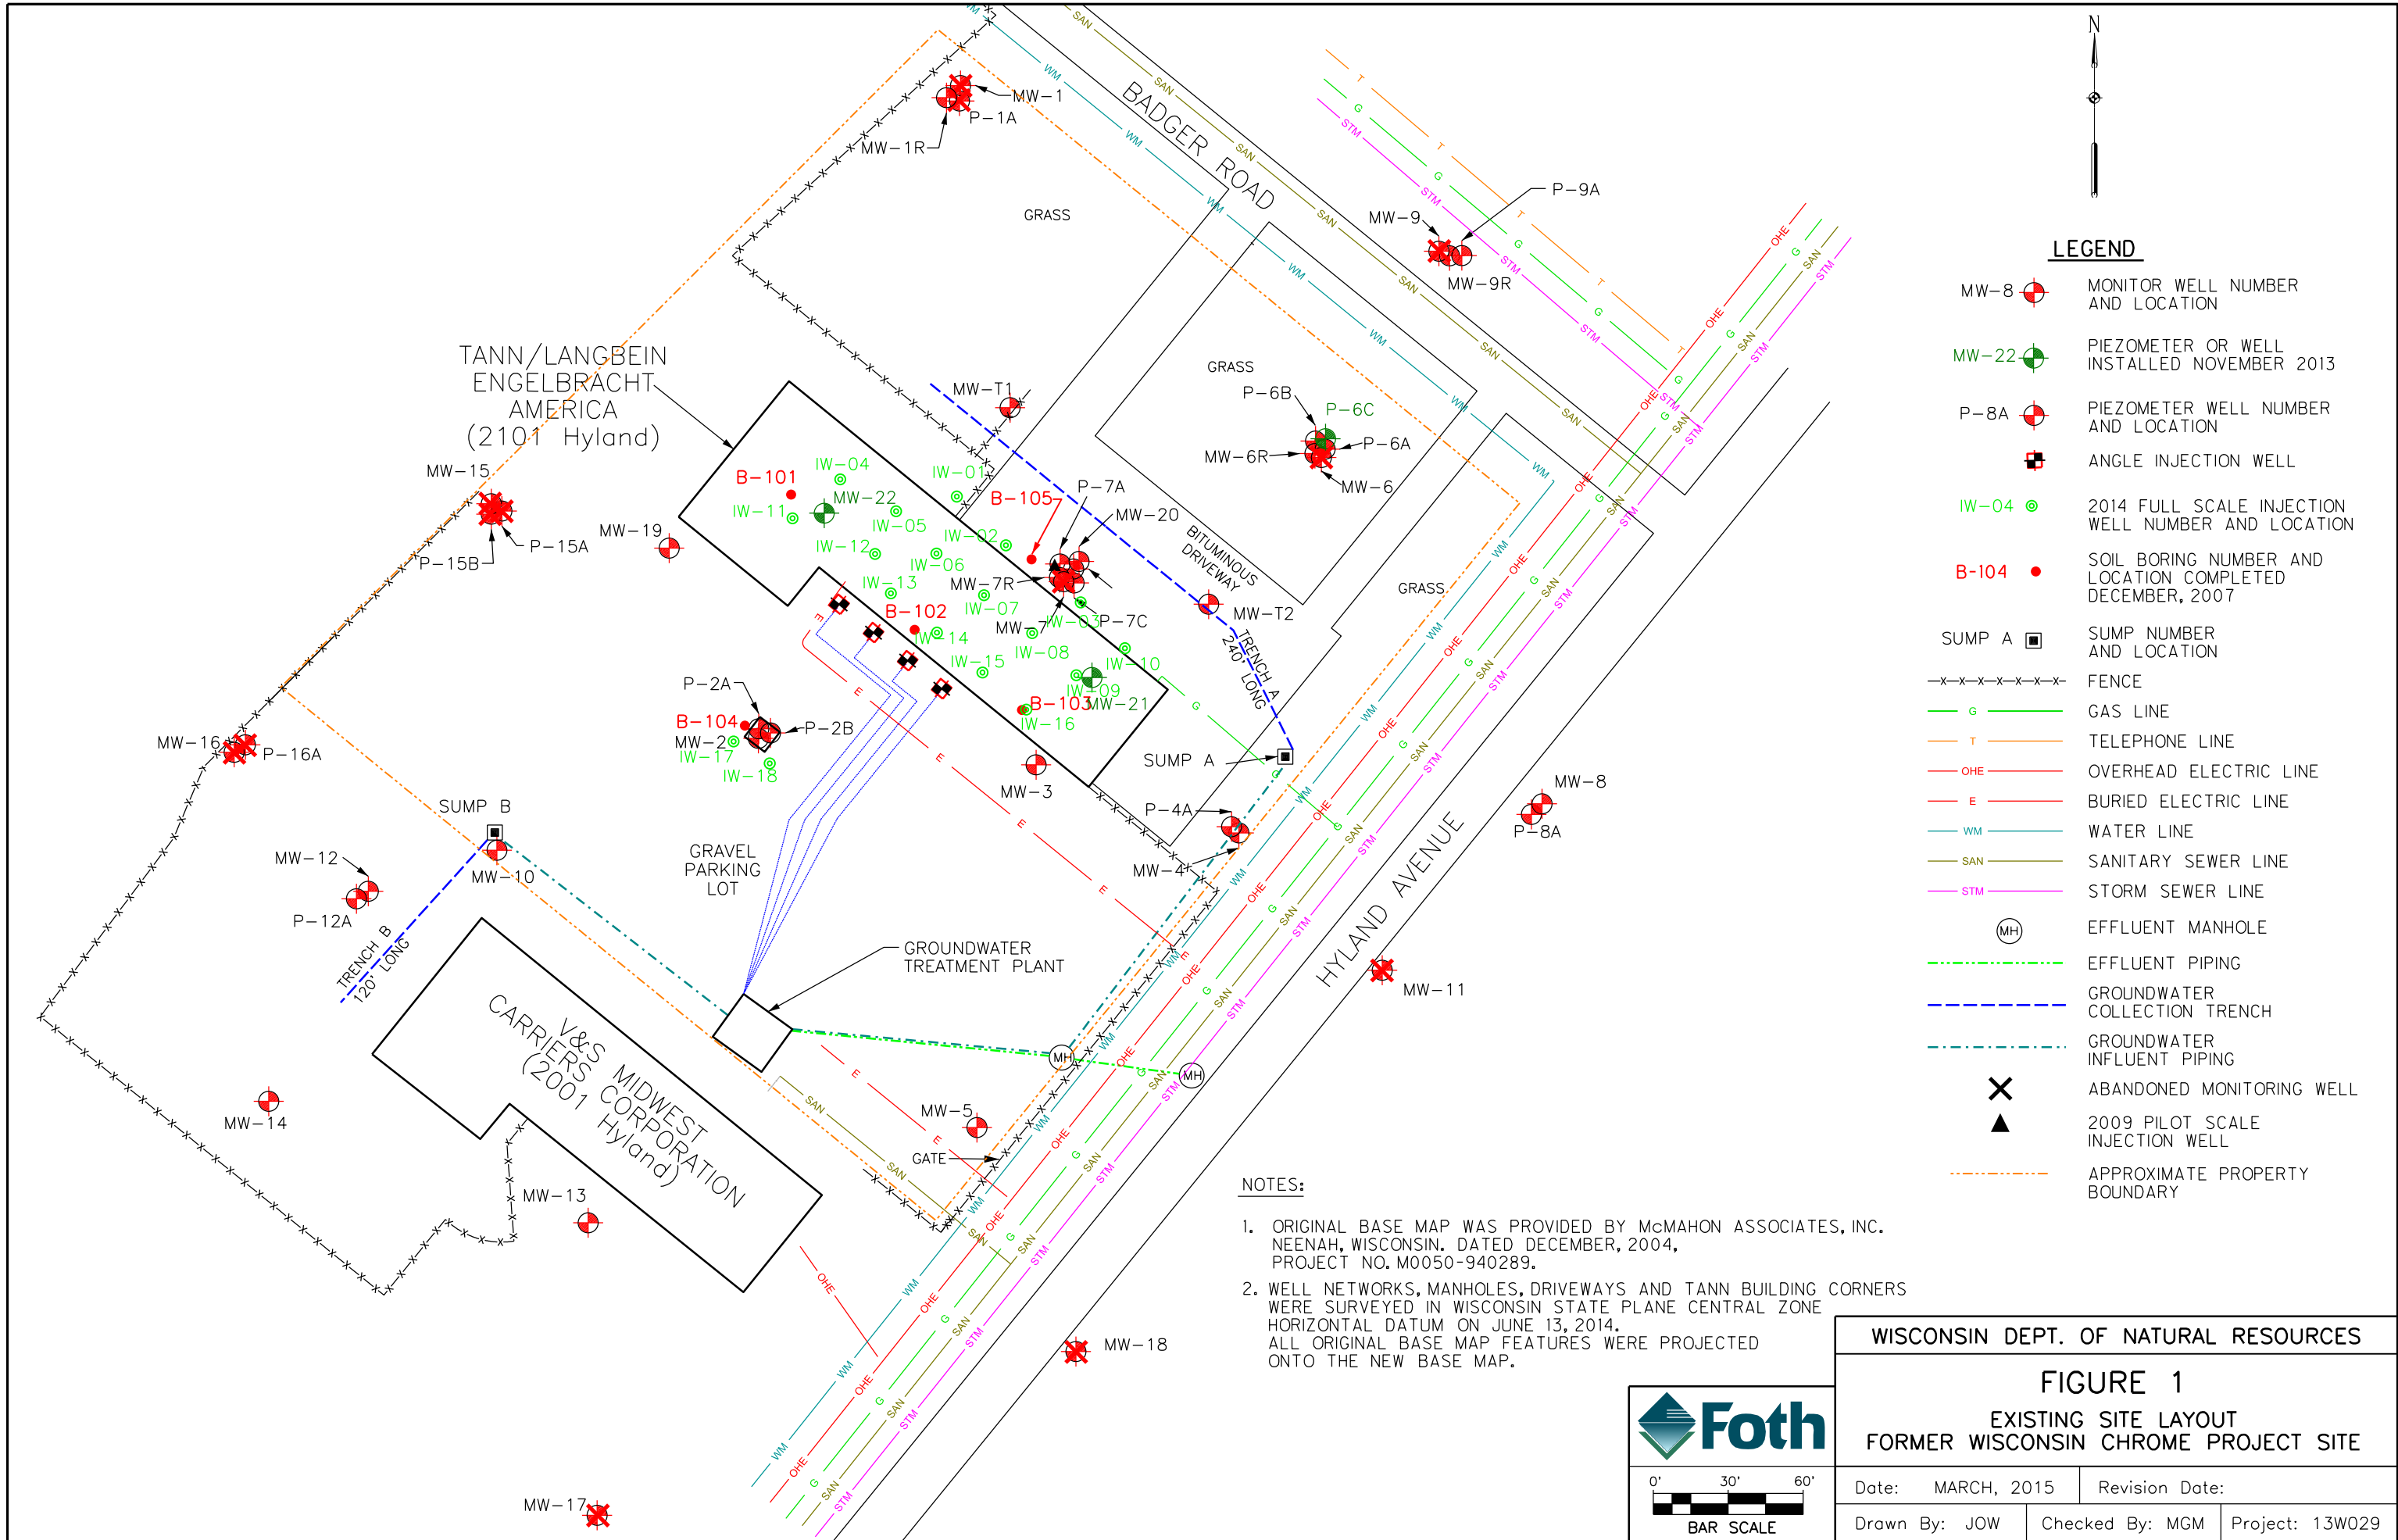 N
BADGER ROAD
MW-1
P-1A
MW-1R
GRASS
P-9A
MW-9
MW-9R
TANN/LANGBEIN
ENGELBRACHT
AMERICA
(2101 Hyland)
MW-T1
GRASS
P-6B
P-6C
P-6A
MW-6R
MW-6
MW-15
P-15A
P-15B
MW-19
B-101
IW-04
IW-01
MW-22
IW-11
IW-05
B-105
P-7A
MW-20
IW-02
IW-12
IW-06
BITUMINOUS
DRIVEWAY
GRASS
MW-7R
IW-13
IW-07
B-102
MW-7
IW-03
P-7C
MW-T2
IW-14
IW-08
IW-10
IW-15
IW-09
TRENCH A
240' LONG
P-2A
B-103
MW-21
IW-16
B-104
P-2B
MW-2
IW-17
IW-18
MW-16
P-16A
SUMP A
MW-3
MW-8
P-8A
P-4A
MW-4
SUMP B
MW-10
MW-12
P-12A
GRAVEL
PARKING
LOT
TRENCH B
120' LONG
GROUNDWATER
TREATMENT PLANT
HYLAND AVENUE
MW-11
V&S MIDWEST
CARRIERS CORPORATION
(2001 Hyland)
MH
MH
MW-14
MW-5
GATE
MW-13
MW-18
MW-17
WM
SAN
T
G
STM
OHE
E
LEGEND
MW-8
MONITOR WELL NUMBER
AND LOCATION
MW-22
PIEZOMETER OR WELL
INSTALLED NOVEMBER 2013
P-8A
PIEZOMETER WELL NUMBER
AND LOCATION
ANGLE INJECTION WELL
IW-04
2014 FULL SCALE INJECTION
WELL NUMBER AND LOCATION
B-104
SOIL BORING NUMBER AND
LOCATION COMPLETED
DECEMBER, 2007
SUMP A
SUMP NUMBER
AND LOCATION
FENCE
G GAS LINE
T TELEPHONE LINE
OHE OVERHEAD ELECTRIC LINE
E BURIED ELECTRIC LINE
WM WATER LINE
SAN SANITARY SEWER LINE
STM STORM SEWER LINE
MH EFFLUENT MANHOLE
EFFLUENT PIPING
GROUNDWATER
COLLECTION TRENCH
GROUNDWATER
INFLUENT PIPING
ABANDONED MONITORING WELL
2009 PILOT SCALE
INJECTION WELL
APPROXIMATE PROPERTY
BOUNDARY
NOTES:
1. ORIGINAL BASE MAP WAS PROVIDED BY McMAHON ASSOCIATES, INC.
NEENAH, WISCONSIN. DATED DECEMBER, 2004,
PROJECT NO. M0050-940289.
2. WELL NETWORKS, MANHOLES, DRIVEWAYS AND TANN BUILDING CORNERS
WERE SURVEYED IN WISCONSIN STATE PLANE CENTRAL ZONE
HORIZONTAL DATUM ON JUNE 13, 2014.
ALL ORIGINAL BASE MAP FEATURES WERE PROJECTED
ONTO THE NEW BASE MAP.
Foth
0' 30' 60'
BAR SCALE
WISCONSIN DEPT. OF NATURAL RESOURCES
FIGURE 1
EXISTING SITE LAYOUT
FORMER WISCONSIN CHROME PROJECT SITE
Date: MARCH, 2015
Revision Date:
Drawn By: JOW
Checked By: MGM
Project: 13W029